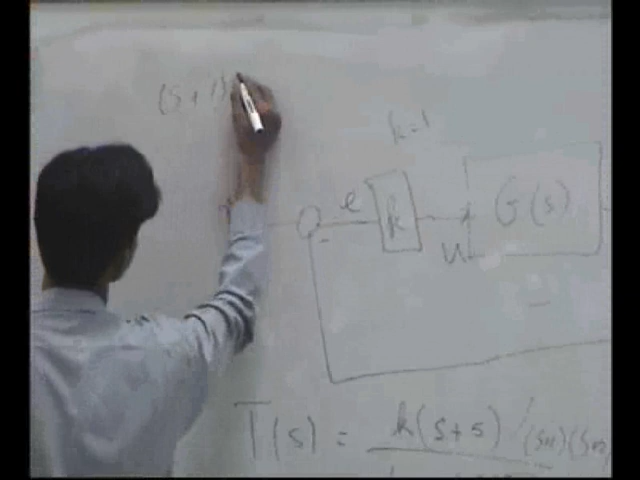 (S+1)
k=1
e
k
G(s)
u
T(s) = k(s+5) / (s+1)(s+2